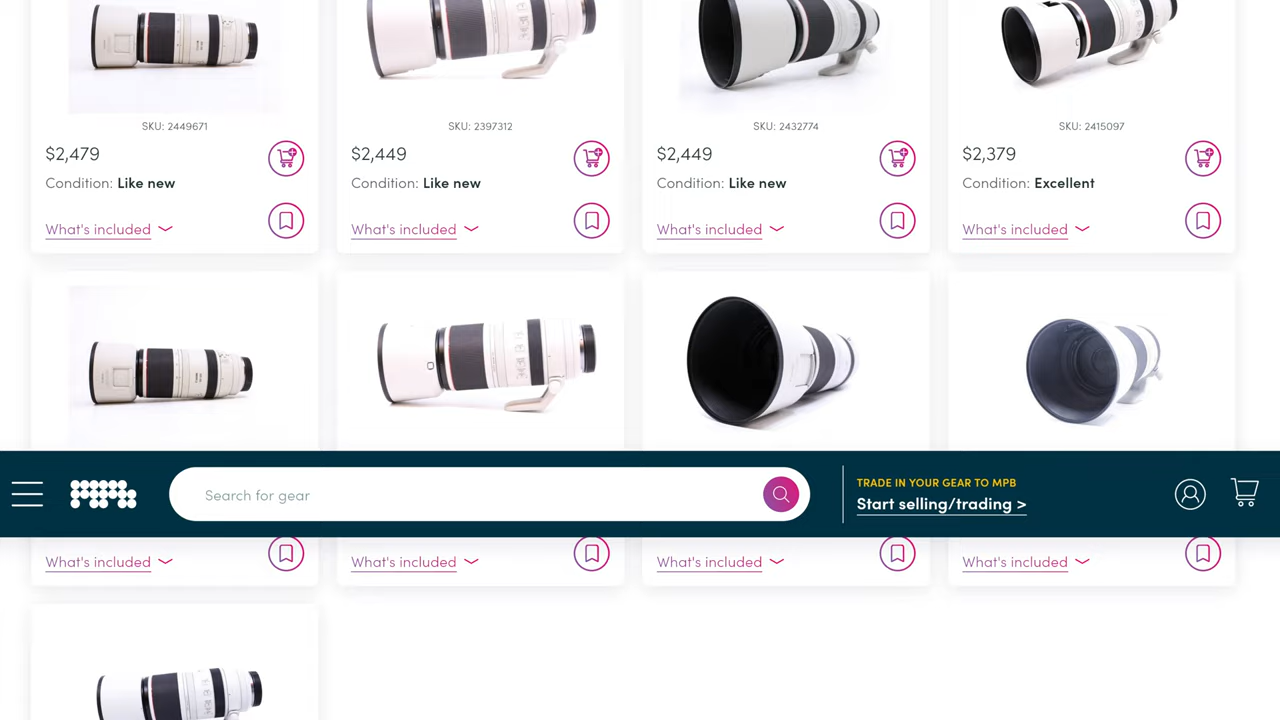 SKU: 2449671
SKU: 2397312
SKU: 2432774
SKU: 2415097
$2,479
$2,449
$2,449
$2,379
Condition: Like new
Condition: Like new
Condition: Like new
Condition: Excellent
What's included
What's included
What's included
What's included
mpb
Search for gear
TRADE IN YOUR GEAR TO MPB
Start selling/trading >
What's included
What's included
What's included
What's included